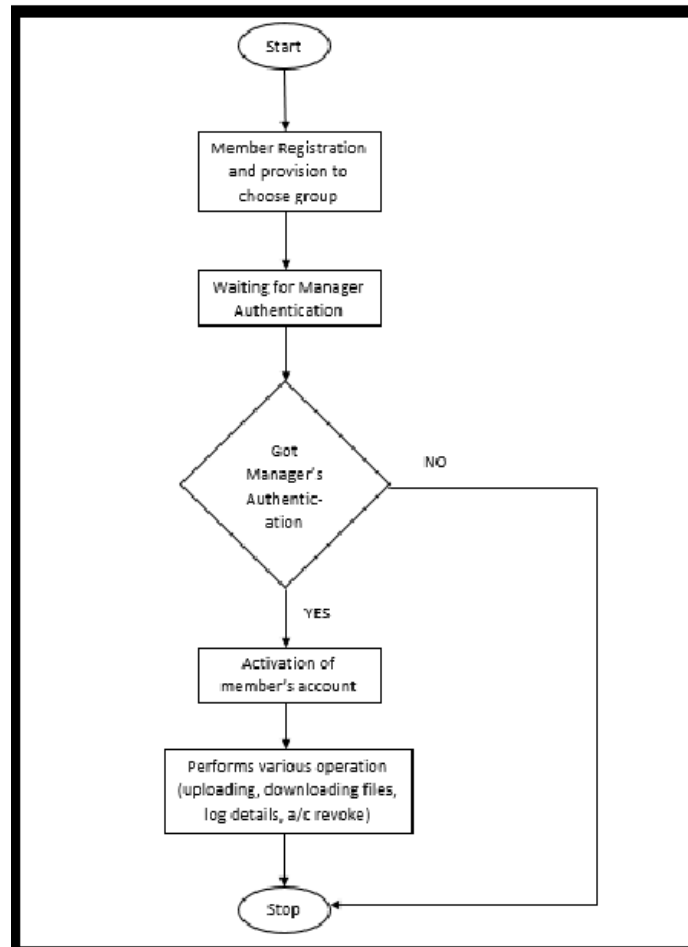 Start
Member Registration
and provision to
choose group
Waiting for Manager
Authentication
Got
Manager's
Authentic-
ation
NO
YES
Activation of
member's account
Performs various operation
(uploading, downloading files,
log details, a/c revoke)
Stop